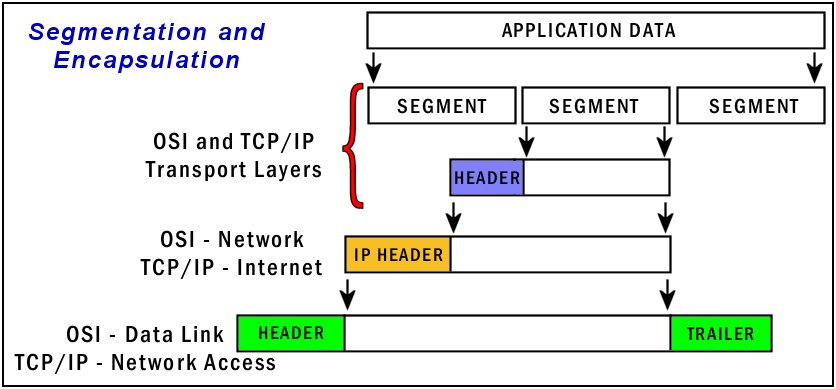 Segmentation and
Encapsulation
APPLICATION DATA
SEGMENT SEGMENT SEGMENT
OSI and TCP/IP
Transport Layers
HEADER
OSI - Network
TCP/IP - Internet
IP HEADER
OSI - Data Link
TCP/IP - Network Access
HEADER TRAILER